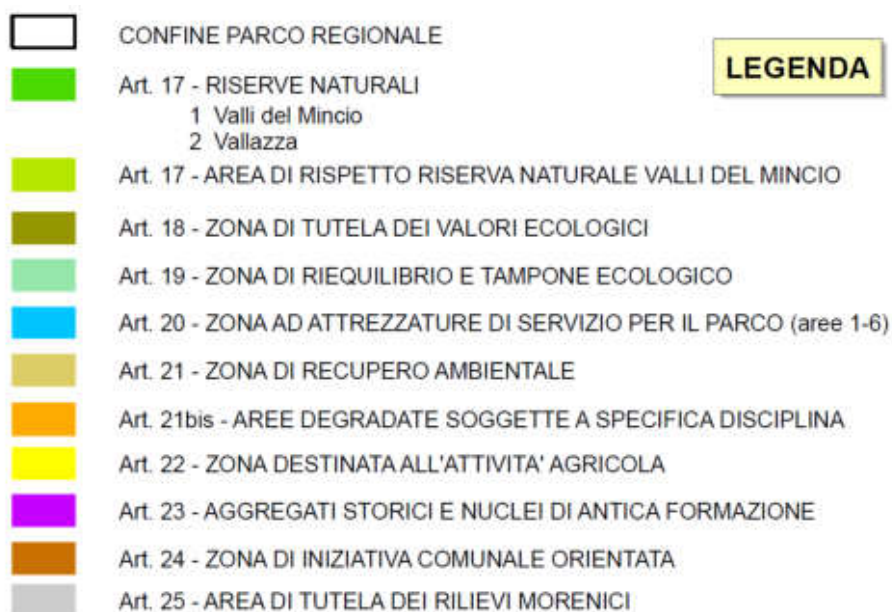 CONFINE PARCO REGIONALE
LEGENDA
Art. 17 - RISERVE NATURALI
1 Valli del Mincio
2 Vallazza
Art. 17 - AREA DI RISPETTO RISERVA NATURALE VALLI DEL MINCIO
Art. 18 - ZONA DI TUTELA DEI VALORI ECOLOGICI
Art. 19 - ZONA DI RIEQUILIBRIO E TAMPONE ECOLOGICO
Art. 20 - ZONA AD ATTREZZATURE DI SERVIZIO PER IL PARCO (aree 1-6)
Art. 21 - ZONA DI RECUPERO AMBIENTALE
Art. 21bis - AREE DEGRADATE SOGGETTE A SPECIFICA DISCIPLINA
Art. 22 - ZONA DESTINATA ALL'ATTIVITA' AGRICOLA
Art. 23 - AGGREGATI STORICI E NUCLEI DI ANTICA FORMAZIONE
Art. 24 - ZONA DI INIZIATIVA COMUNALE ORIENTATA
Art. 25 - AREA DI TUTELA DEI RILIEVI MORENICI